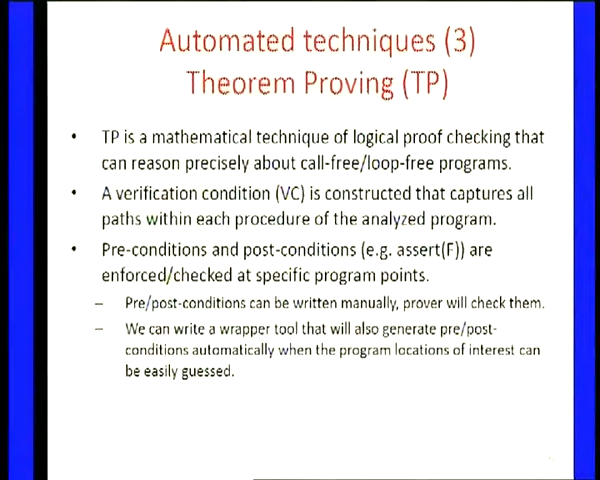 Automated techniques (3)
Theorem Proving (TP)
• TP is a mathematical technique of logical proof checking that
can reason precisely about call-free/loop-free programs.
• A verification condition (VC) is constructed that captures all
paths within each procedure of the analyzed program.
• Pre-conditions and post-conditions (e.g. assert(F)) are
enforced/checked at specific program points.
– Pre/post-conditions can be written manually, prover will check them.
– We can write a wrapper tool that will also generate pre/post-
conditions automatically when the program locations of interest can
be easily guessed.